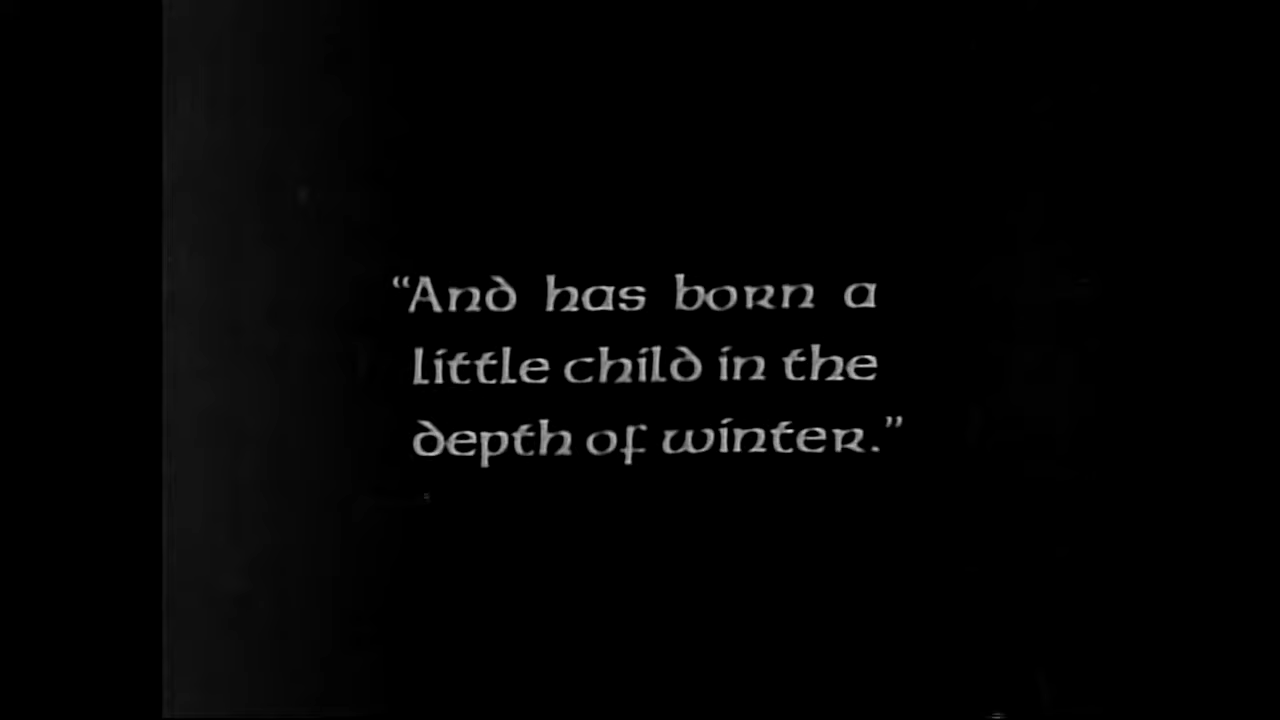 “And has born a
little child in the
depth of winter.”